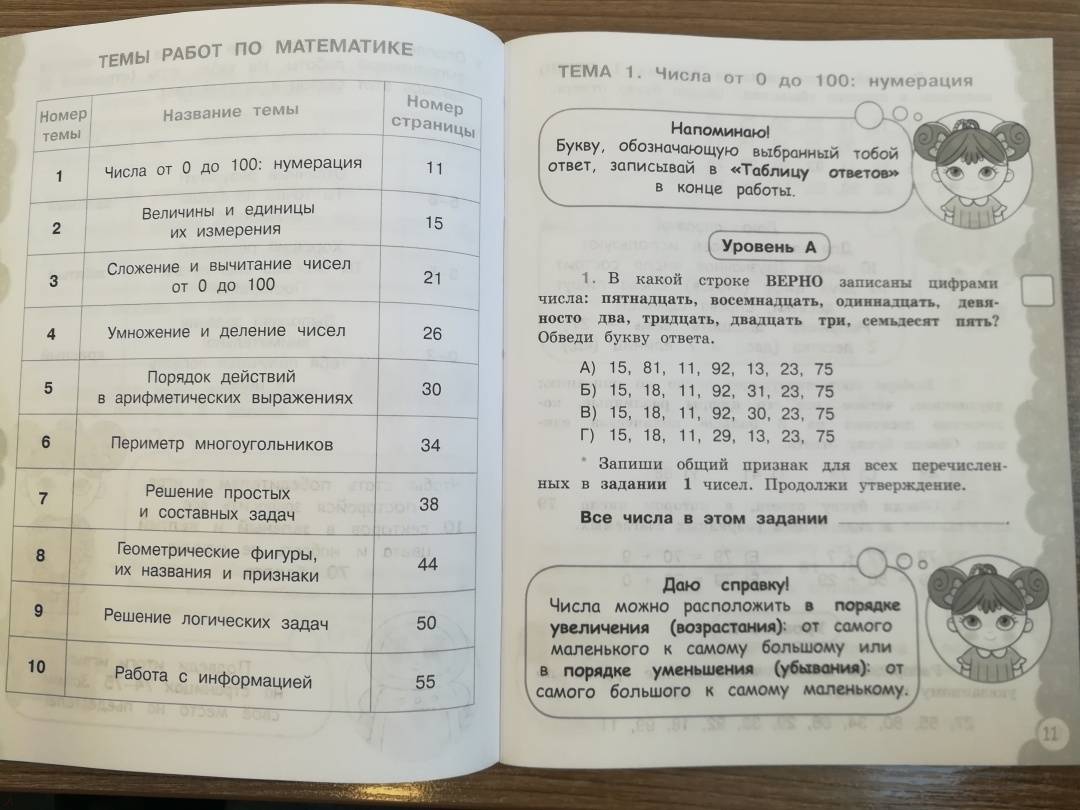 ТЕМЫ РАБОТ ПО МАТЕМАТИКЕ
Номер темы Название темы Номер страницы
1 Числа от 0 до 100: нумерация 11
2 Величины и единицы
их измерения 15
3 Сложение и вычитание чисел
от 0 до 100 21
4 Умножение и деление чисел 26
5 Порядок действий
в арифметических выражениях 30
6 Периметр многоугольников 34
7 Решение простых
и составных задач 38
8 Геометрические фигуры,
их названия и признаки 44
9 Решение логических задач 50
10 Работа с информацией 55
ТЕМА 1. Числа от 0 до 100: нумерация
Напоминаю!
Букву, обозначающую выбранный тобой
ответ, записывай в «Таблицу ответов»
в конце работы.
Уровень А
1. В какой строке ВЕРНО записаны цифрами
числа: пятнадцать, восемнадцать, одиннадцать, девя-
носто два, тридцать, двадцать три, семьдесят пять?
Обведи букву ответа.
А) 15, 81, 11, 92, 13, 23, 75
Б) 15, 18, 11, 92, 31, 23, 75
В) 15, 18, 11, 92, 30, 23, 75
Г) 15, 18, 11, 29, 13, 23, 75
* Запиши общий признак для всех перечислен-
ных в задании 1 чисел. Продолжи утверждение.
Все числа в этом задании
Даю справку!
Числа можно расположить в порядке
увеличения (возрастания): от самого
маленького к самому большому или
в порядке уменьшения (убывания): от
самого большого к самому маленькому.
11